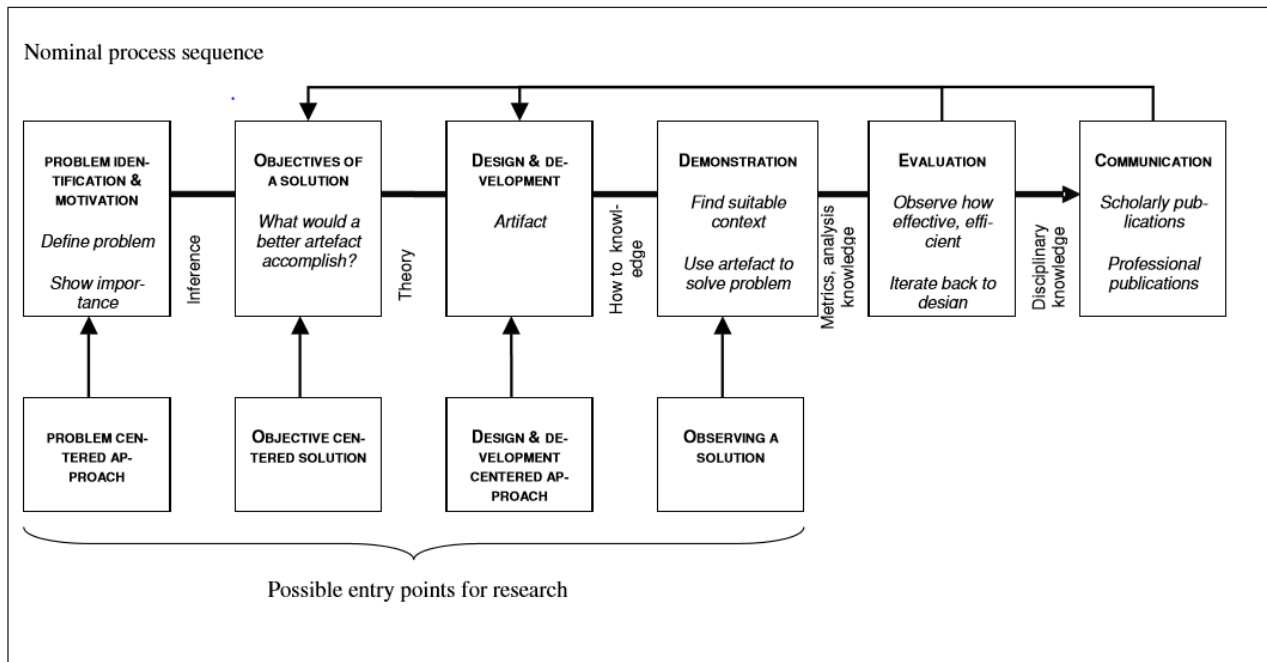 Nominal process sequence
PROBLEM IDEN-
TIFICATION &
MOTIVATION
Define problem
Show impor-
tance
Inference
OBJECTIVES OF
A SOLUTION
What would a
better artefact
accomplish?
Theory
DESIGN & DE-
VELOPMENT
Artifact
How to knowl-
edge
DEMONSTRATION
Find suitable
context
Use artefact to
solve problem
Metrics, analysis
knowledge
EVALUATION
Observe how
effective, effi-
cient
Iterate back to
design
Disciplinary
knowledge
COMMUNICATION
Scholarly pub-
lications
Professional
publications
PROBLEM CEN-
TERED AP-
PROACH
OBJECTIVE CEN-
TERED SOLUTION
DESIGN & DE-
VELOPMENT
CENTERED AP-
PROACH
OBSERVING A
SOLUTION
Possible entry points for research